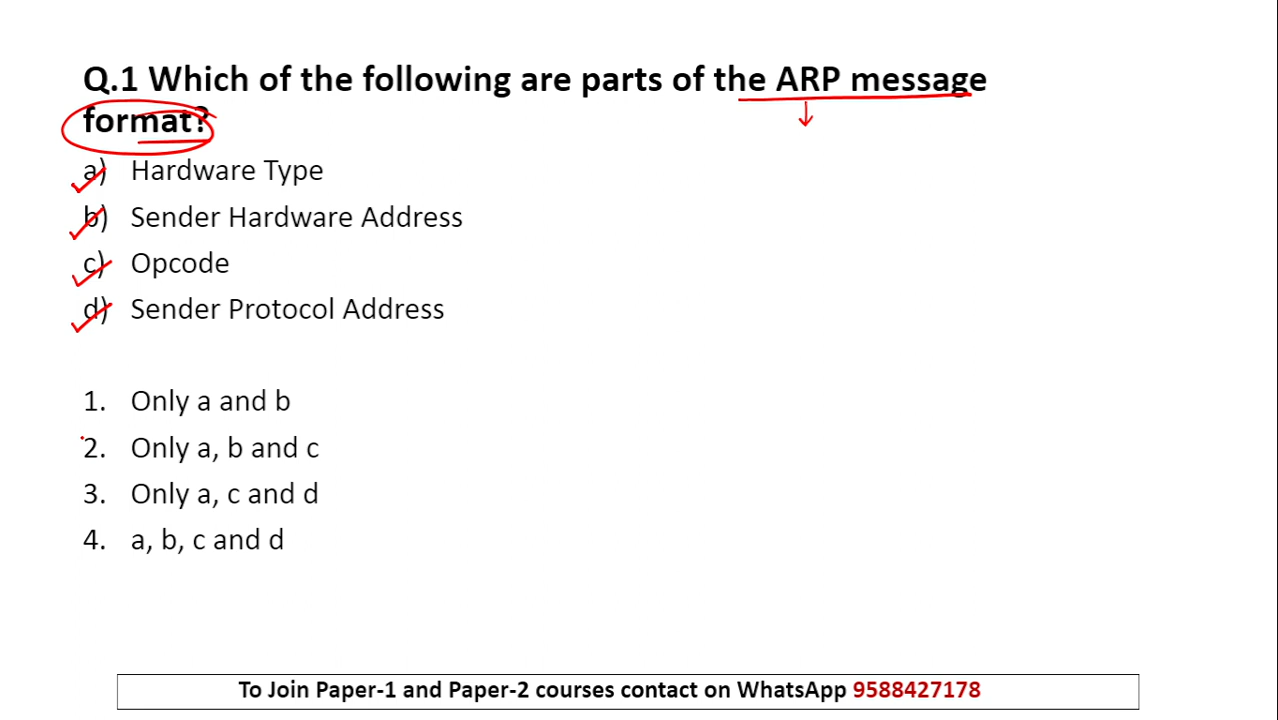 Q.1 Which of the following are parts of the ARP message
format?
a) Hardware Type
b) Sender Hardware Address
c) Opcode
d) Sender Protocol Address
1. Only a and b
2. Only a, b and c
3. Only a, c and d
4. a, b, c and d
To Join Paper-1 and Paper-2 courses contact on WhatsApp 9588427178